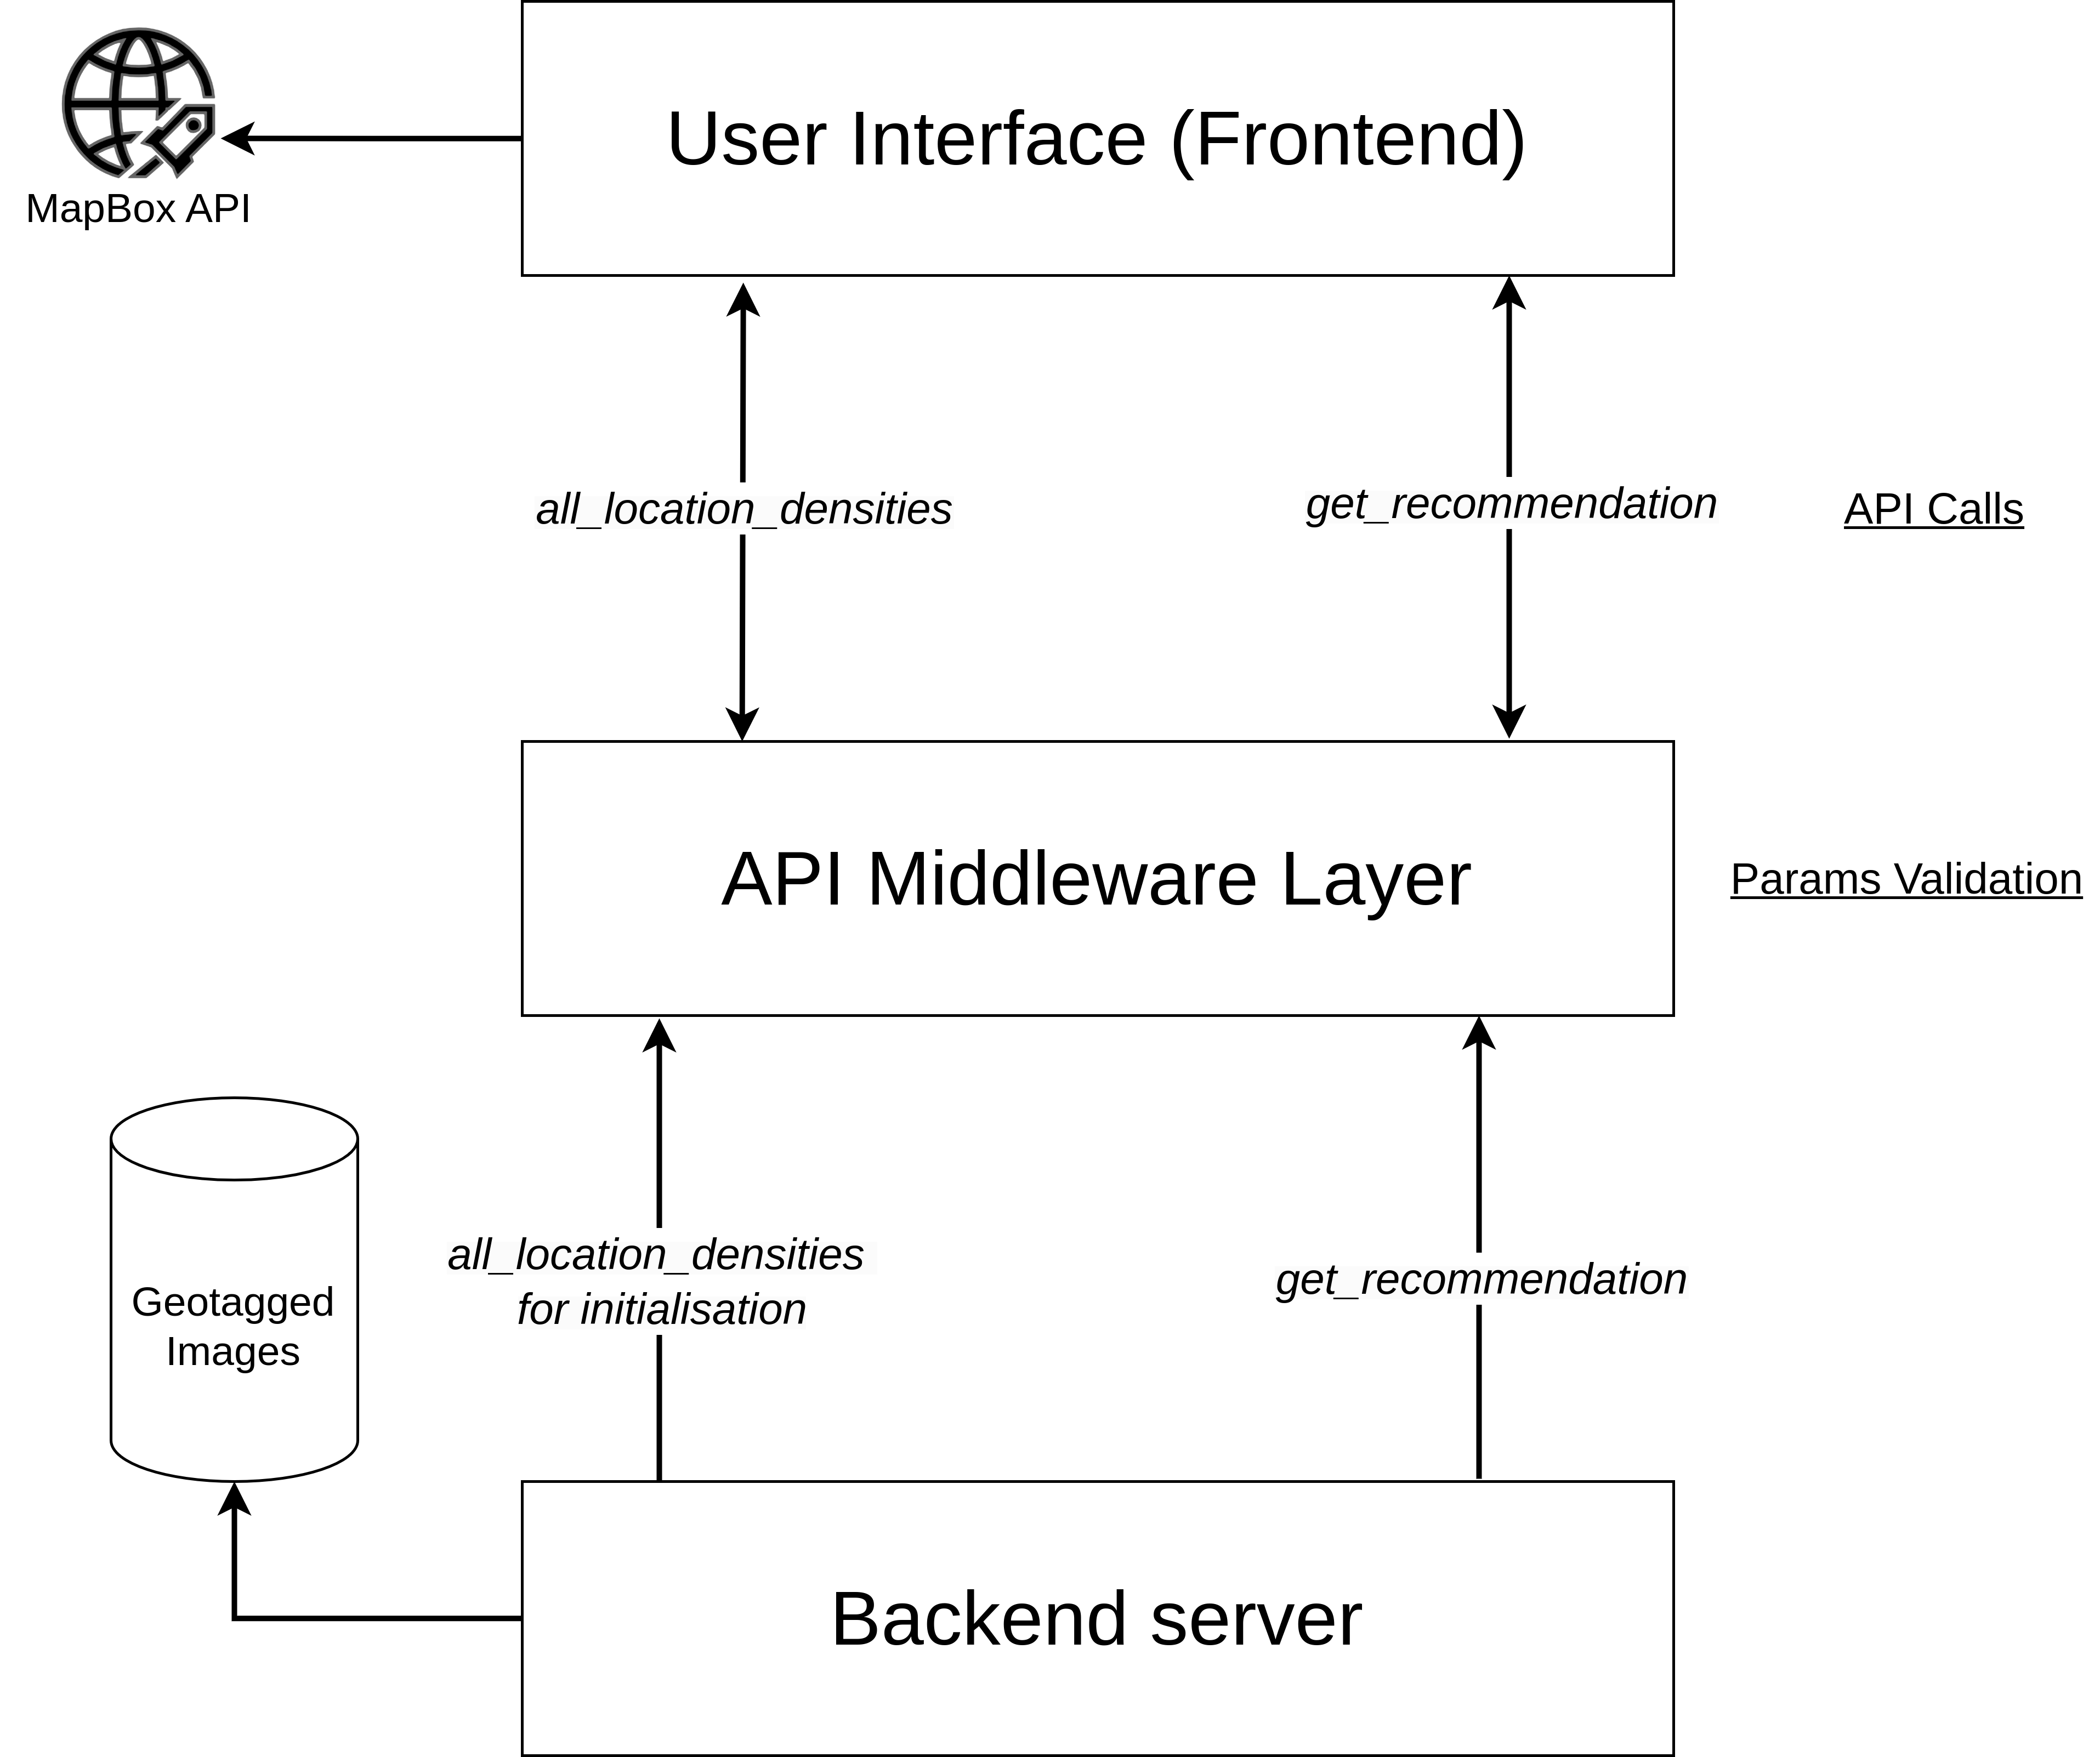 User Interface (Frontend)
MapBox API
all_location_densities
get_recommendation
API Calls
API Middleware Layer
Params Validation
all_location_densities
for initialisation
get_recommendation
Geotagged
Images
Backend server